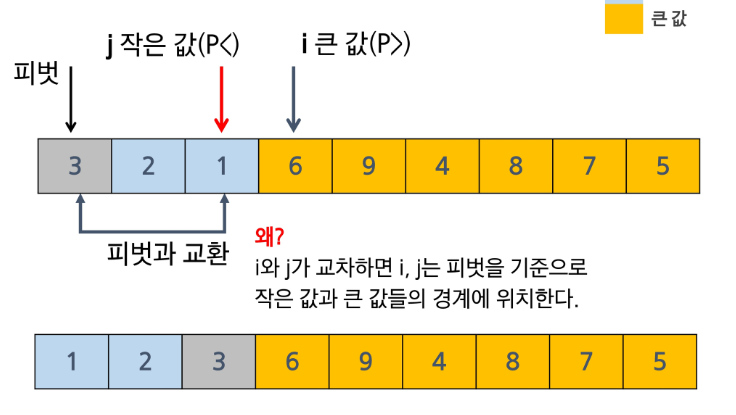 큰 값
j 작은 값(P<)
i 큰 값(P>)
피벗
3 2 1 6 9 4 8 7 5
피벗과 교환
왜?
i와 j가 교차하면 i, j는 피벗을 기준으로
작은 값과 큰 값들의 경계에 위치한다.
1 2 3 6 9 4 8 7 5